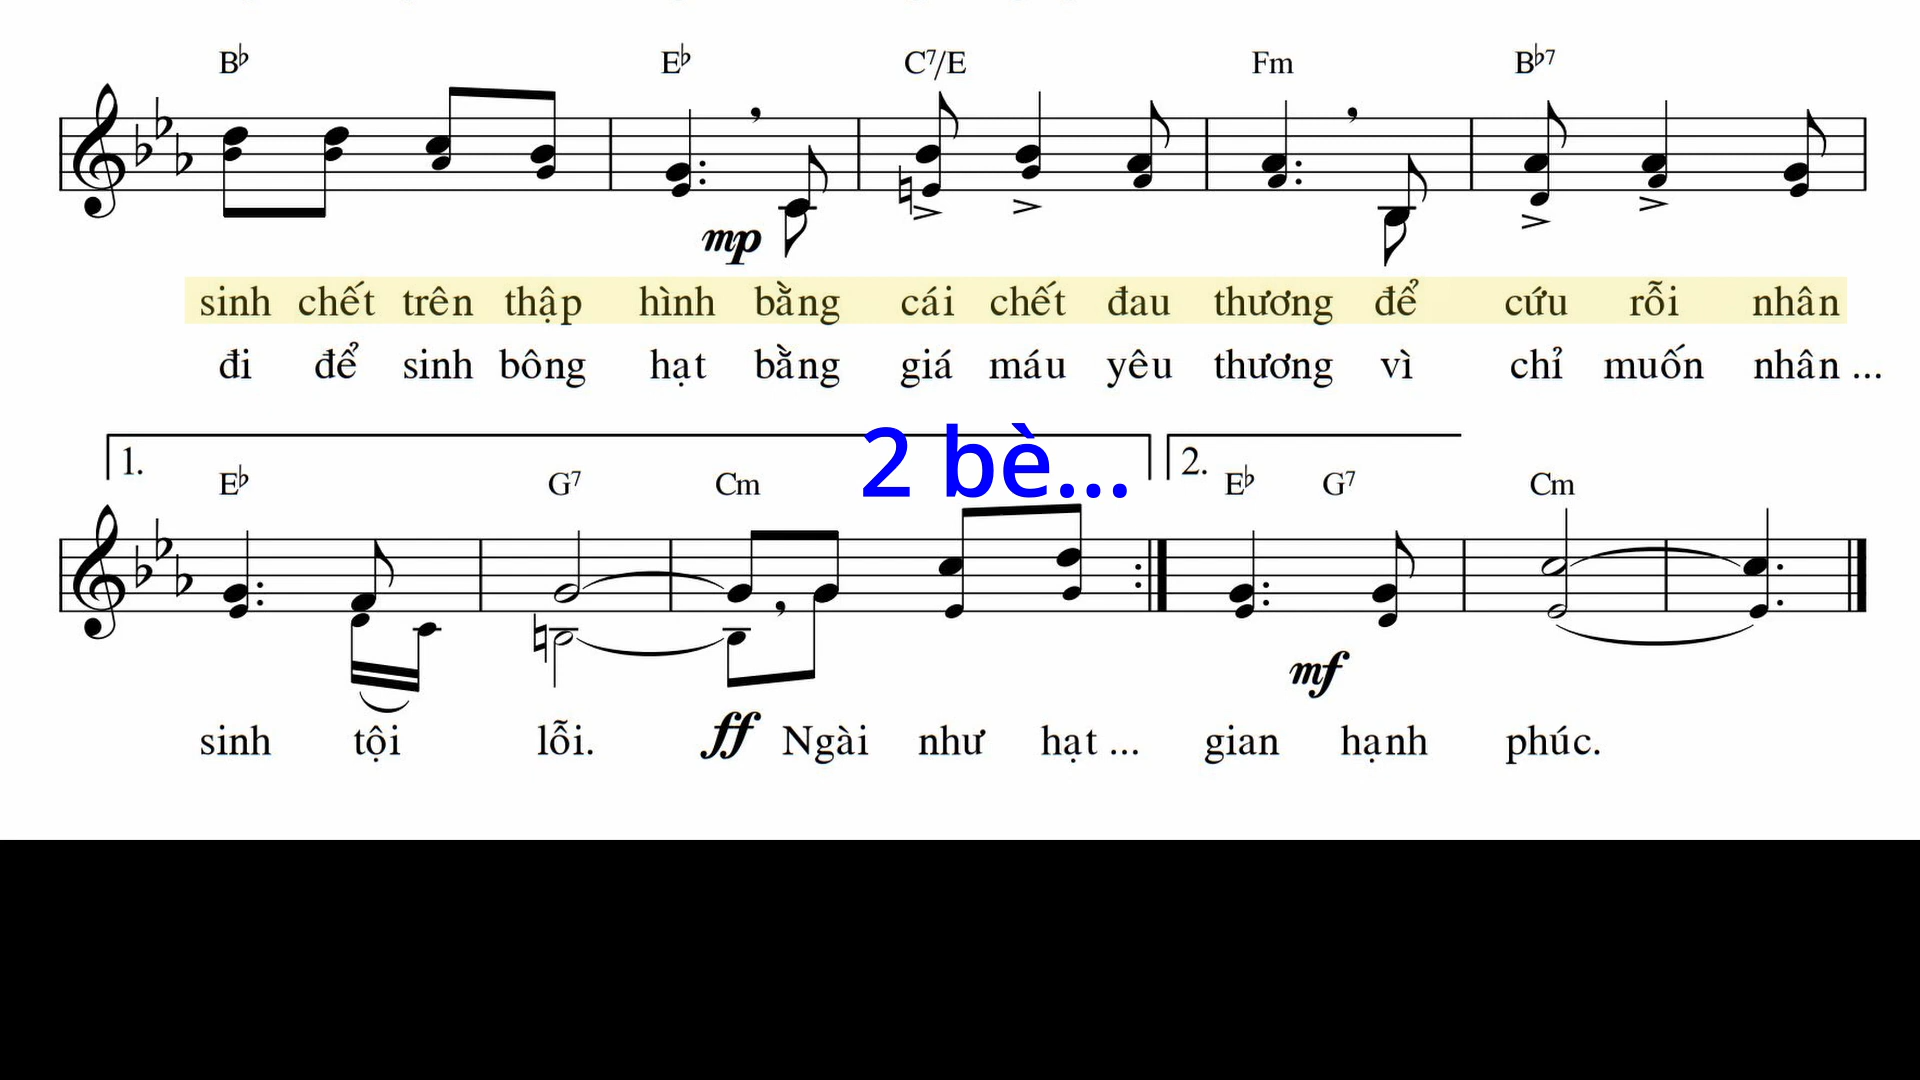 B♭ E♭ C7/E Fm B♭7
mp
sinh chết trên thập hình bằng cái chết đau thương để cứu rỗi nhân
đi để sinh bông hạt bằng giá máu yêu thương vì chỉ muốn nhân ...
2 bè...
1. 2.
E♭ G7 Cm E♭ G7 Cm
mf
sinh tội lỗi. ff Ngài như hạt ... gian hạnh phúc.